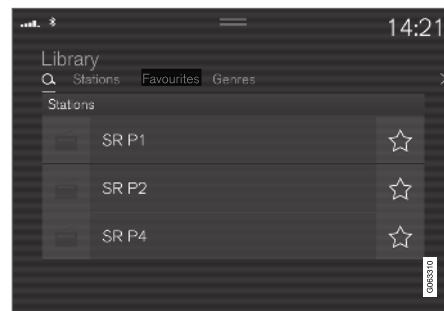 14:21
Library
Stations Favourites Genres
Stations
SR P1
SR P2
SR P4
G063310